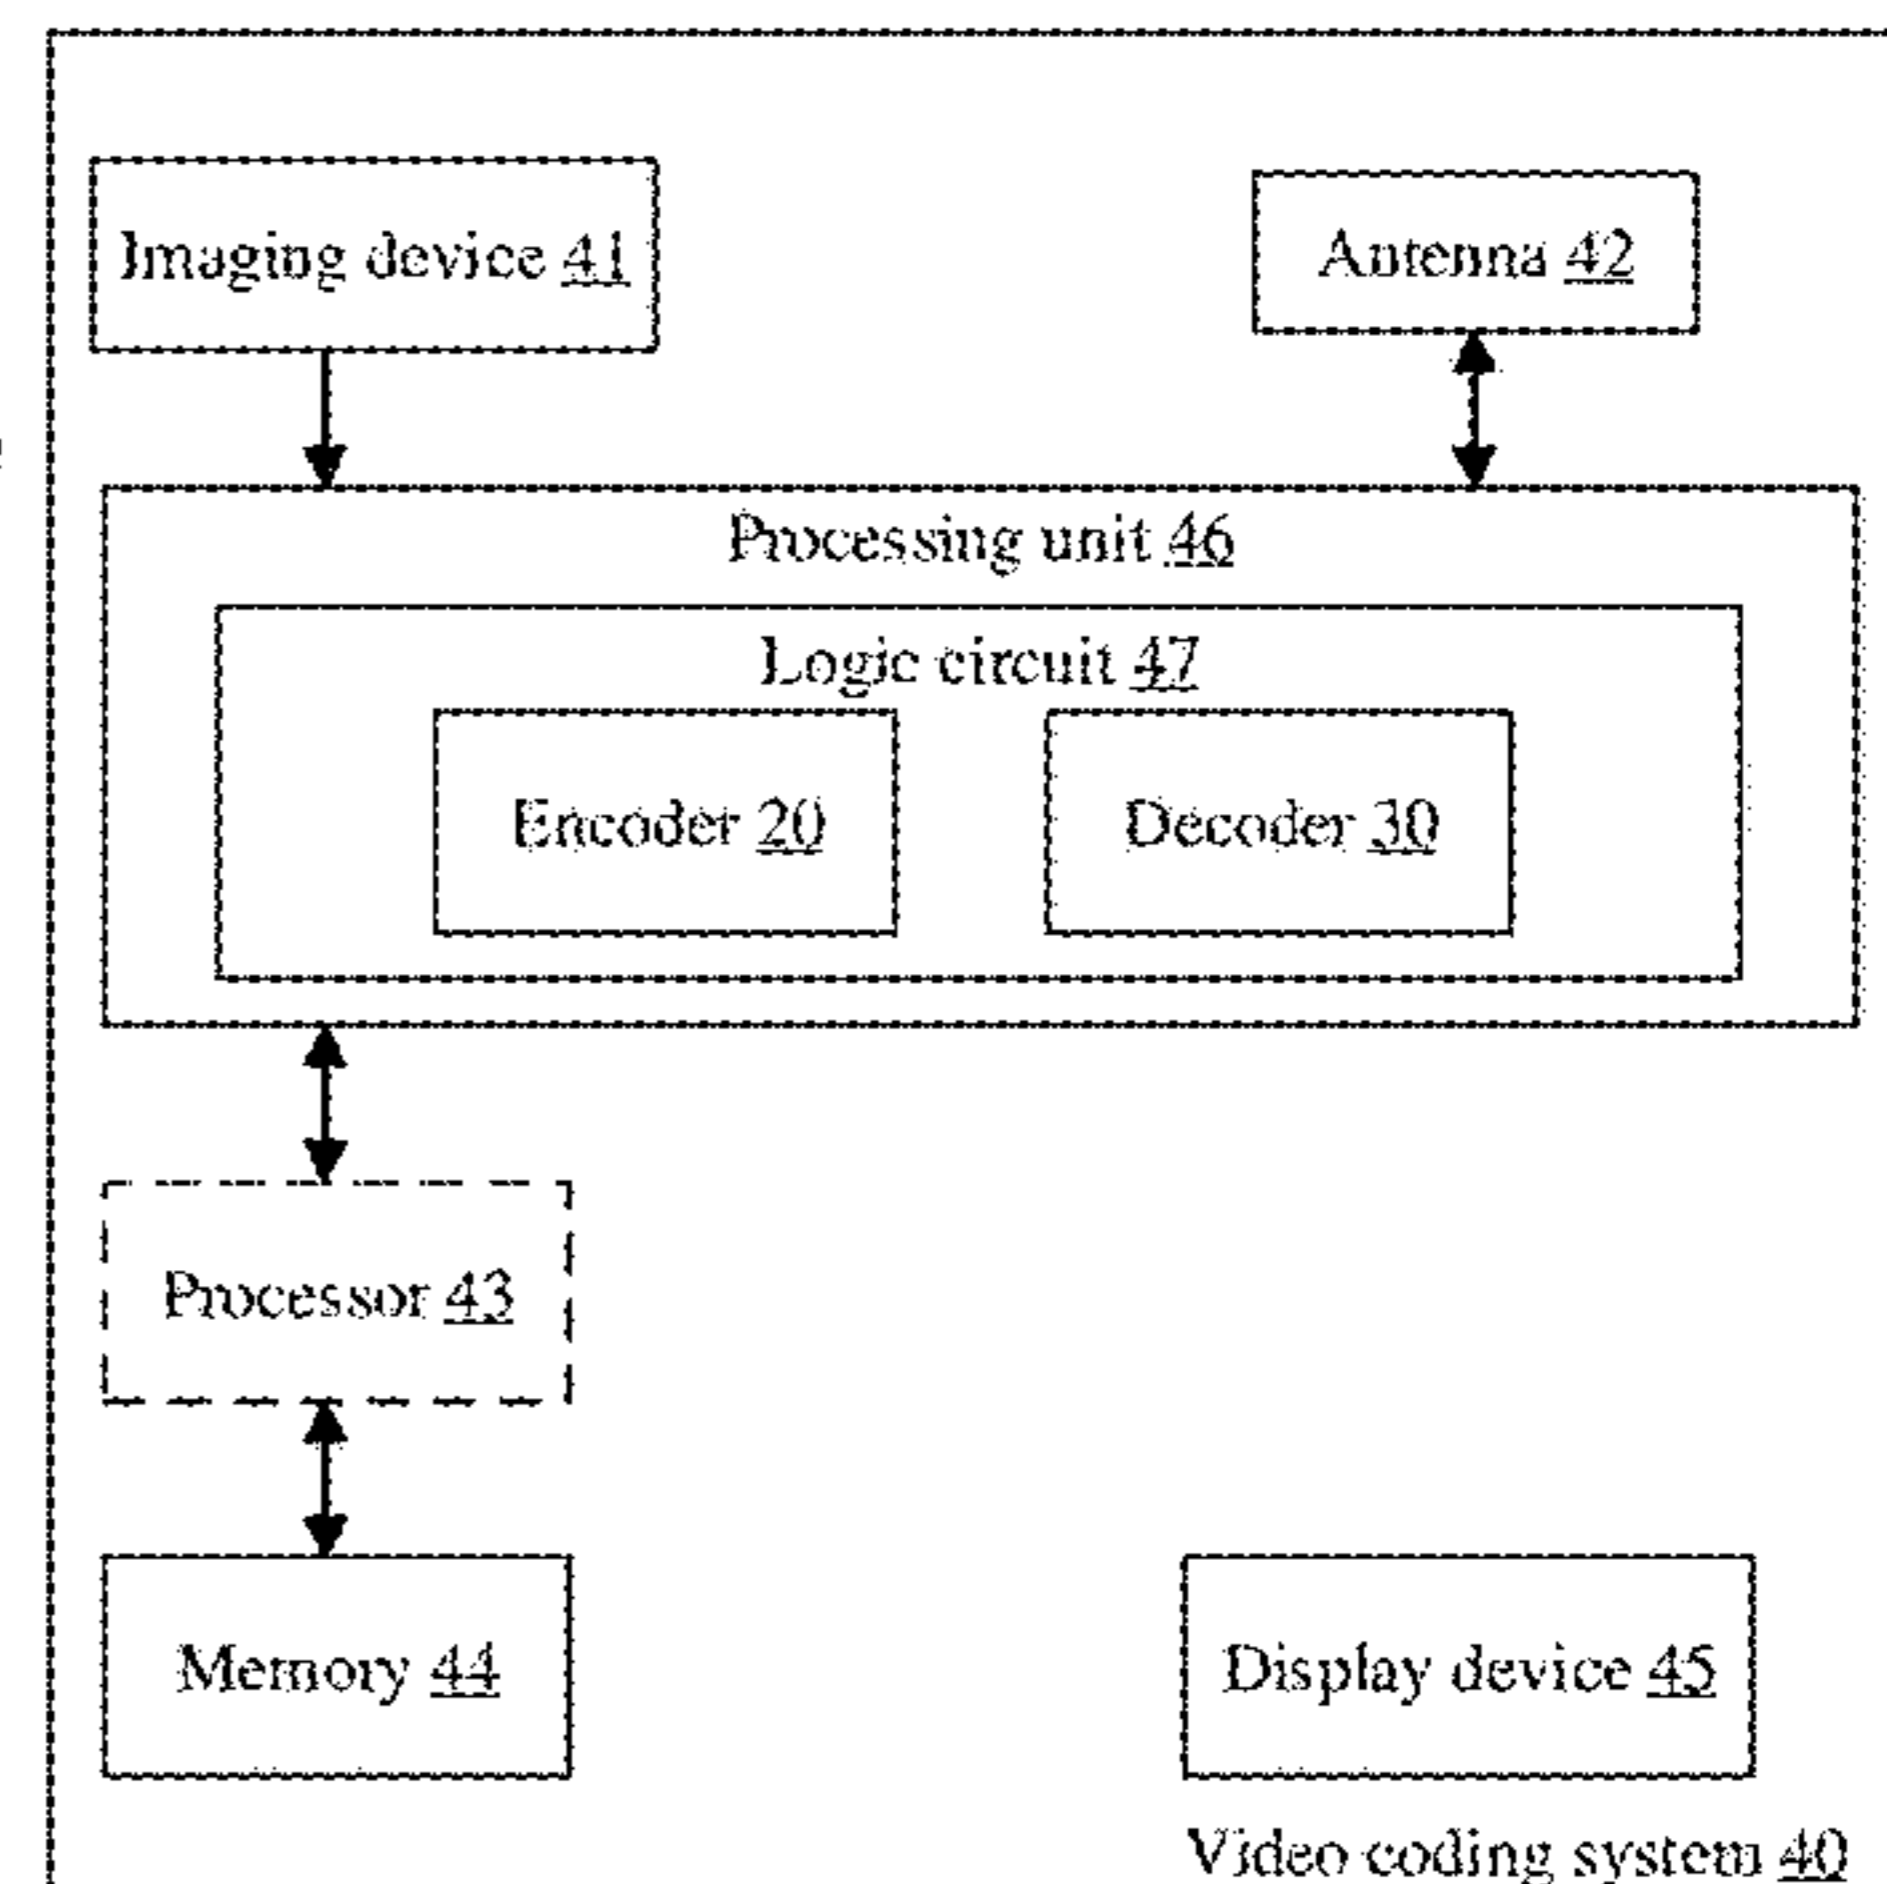 Imaging device 41
Antenna 42
Processing unit 46
Logic circuit 47
Encoder 20
Decoder 30
Processor 43
Memory 44
Display device 45
Video coding system 40